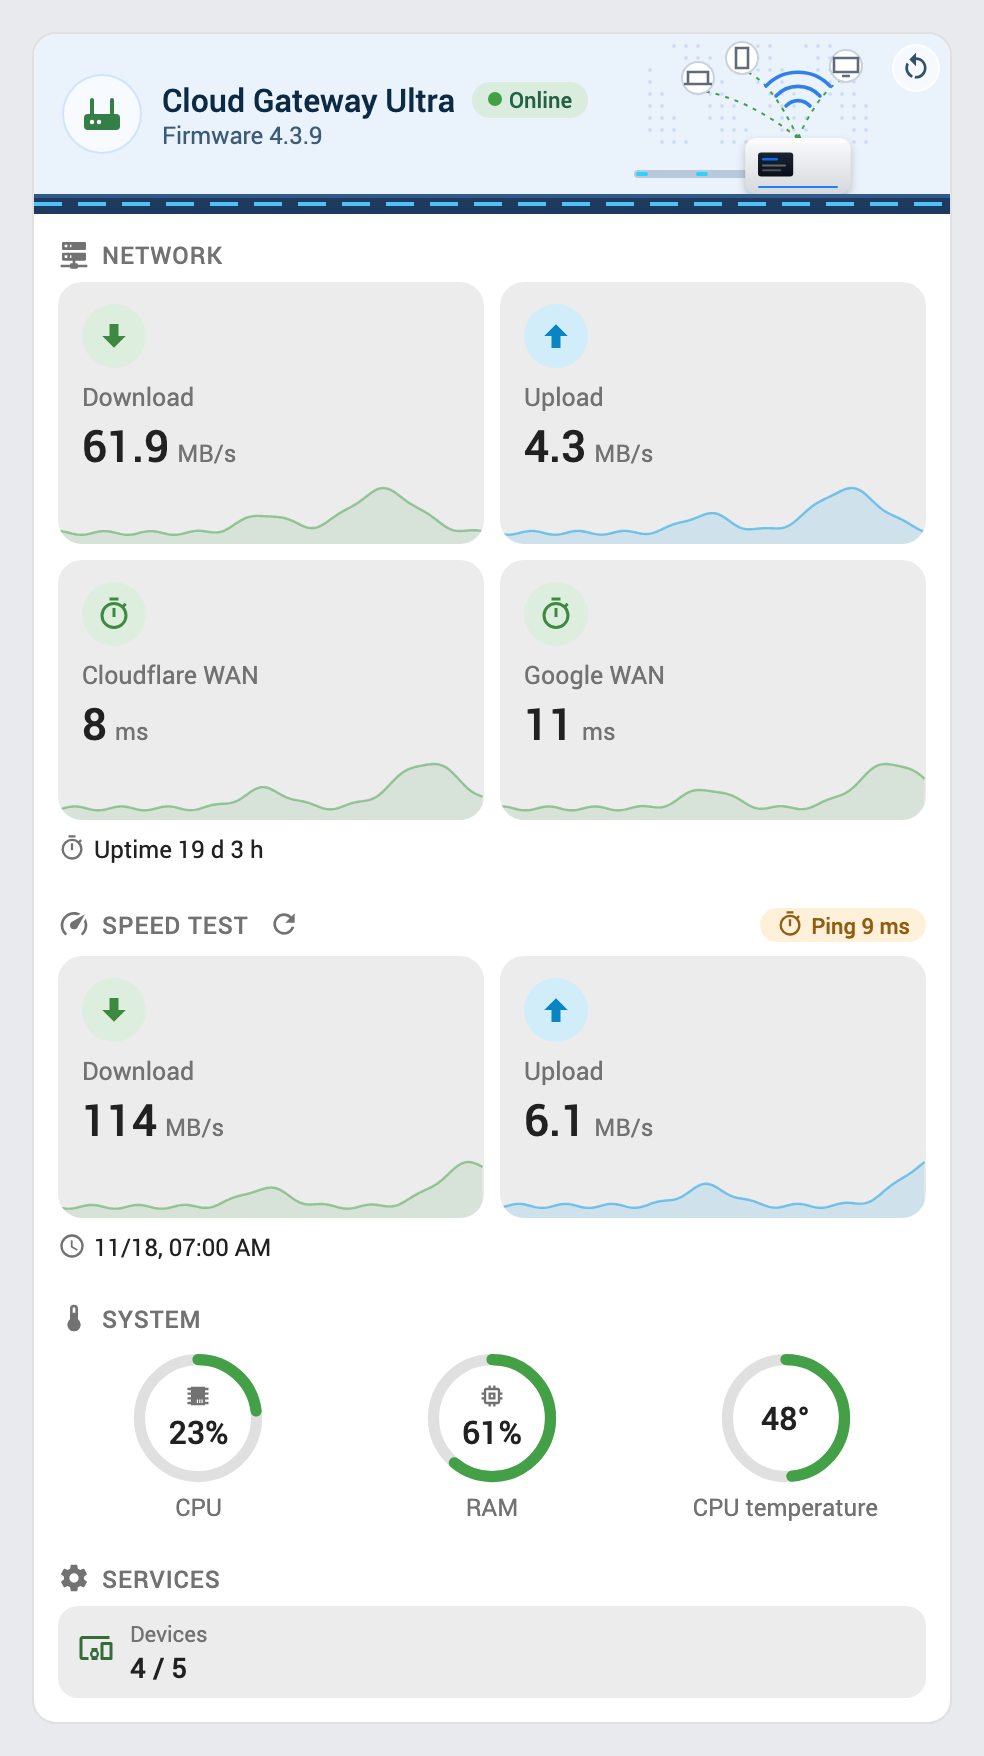 Cloud Gateway Ultra
Online
Firmware 4.3.9
NETWORK
Download
61.9 MB/s
Upload
4.3 MB/s
Cloudflare WAN
8 ms
Google WAN
11 ms
Uptime 19 d 3 h
SPEED TEST
Ping 9 ms
Download
114 MB/s
Upload
6.1 MB/s
11/18, 07:00 AM
SYSTEM
23%
CPU
61%
RAM
48°
CPU temperature
SERVICES
Devices
4 / 5